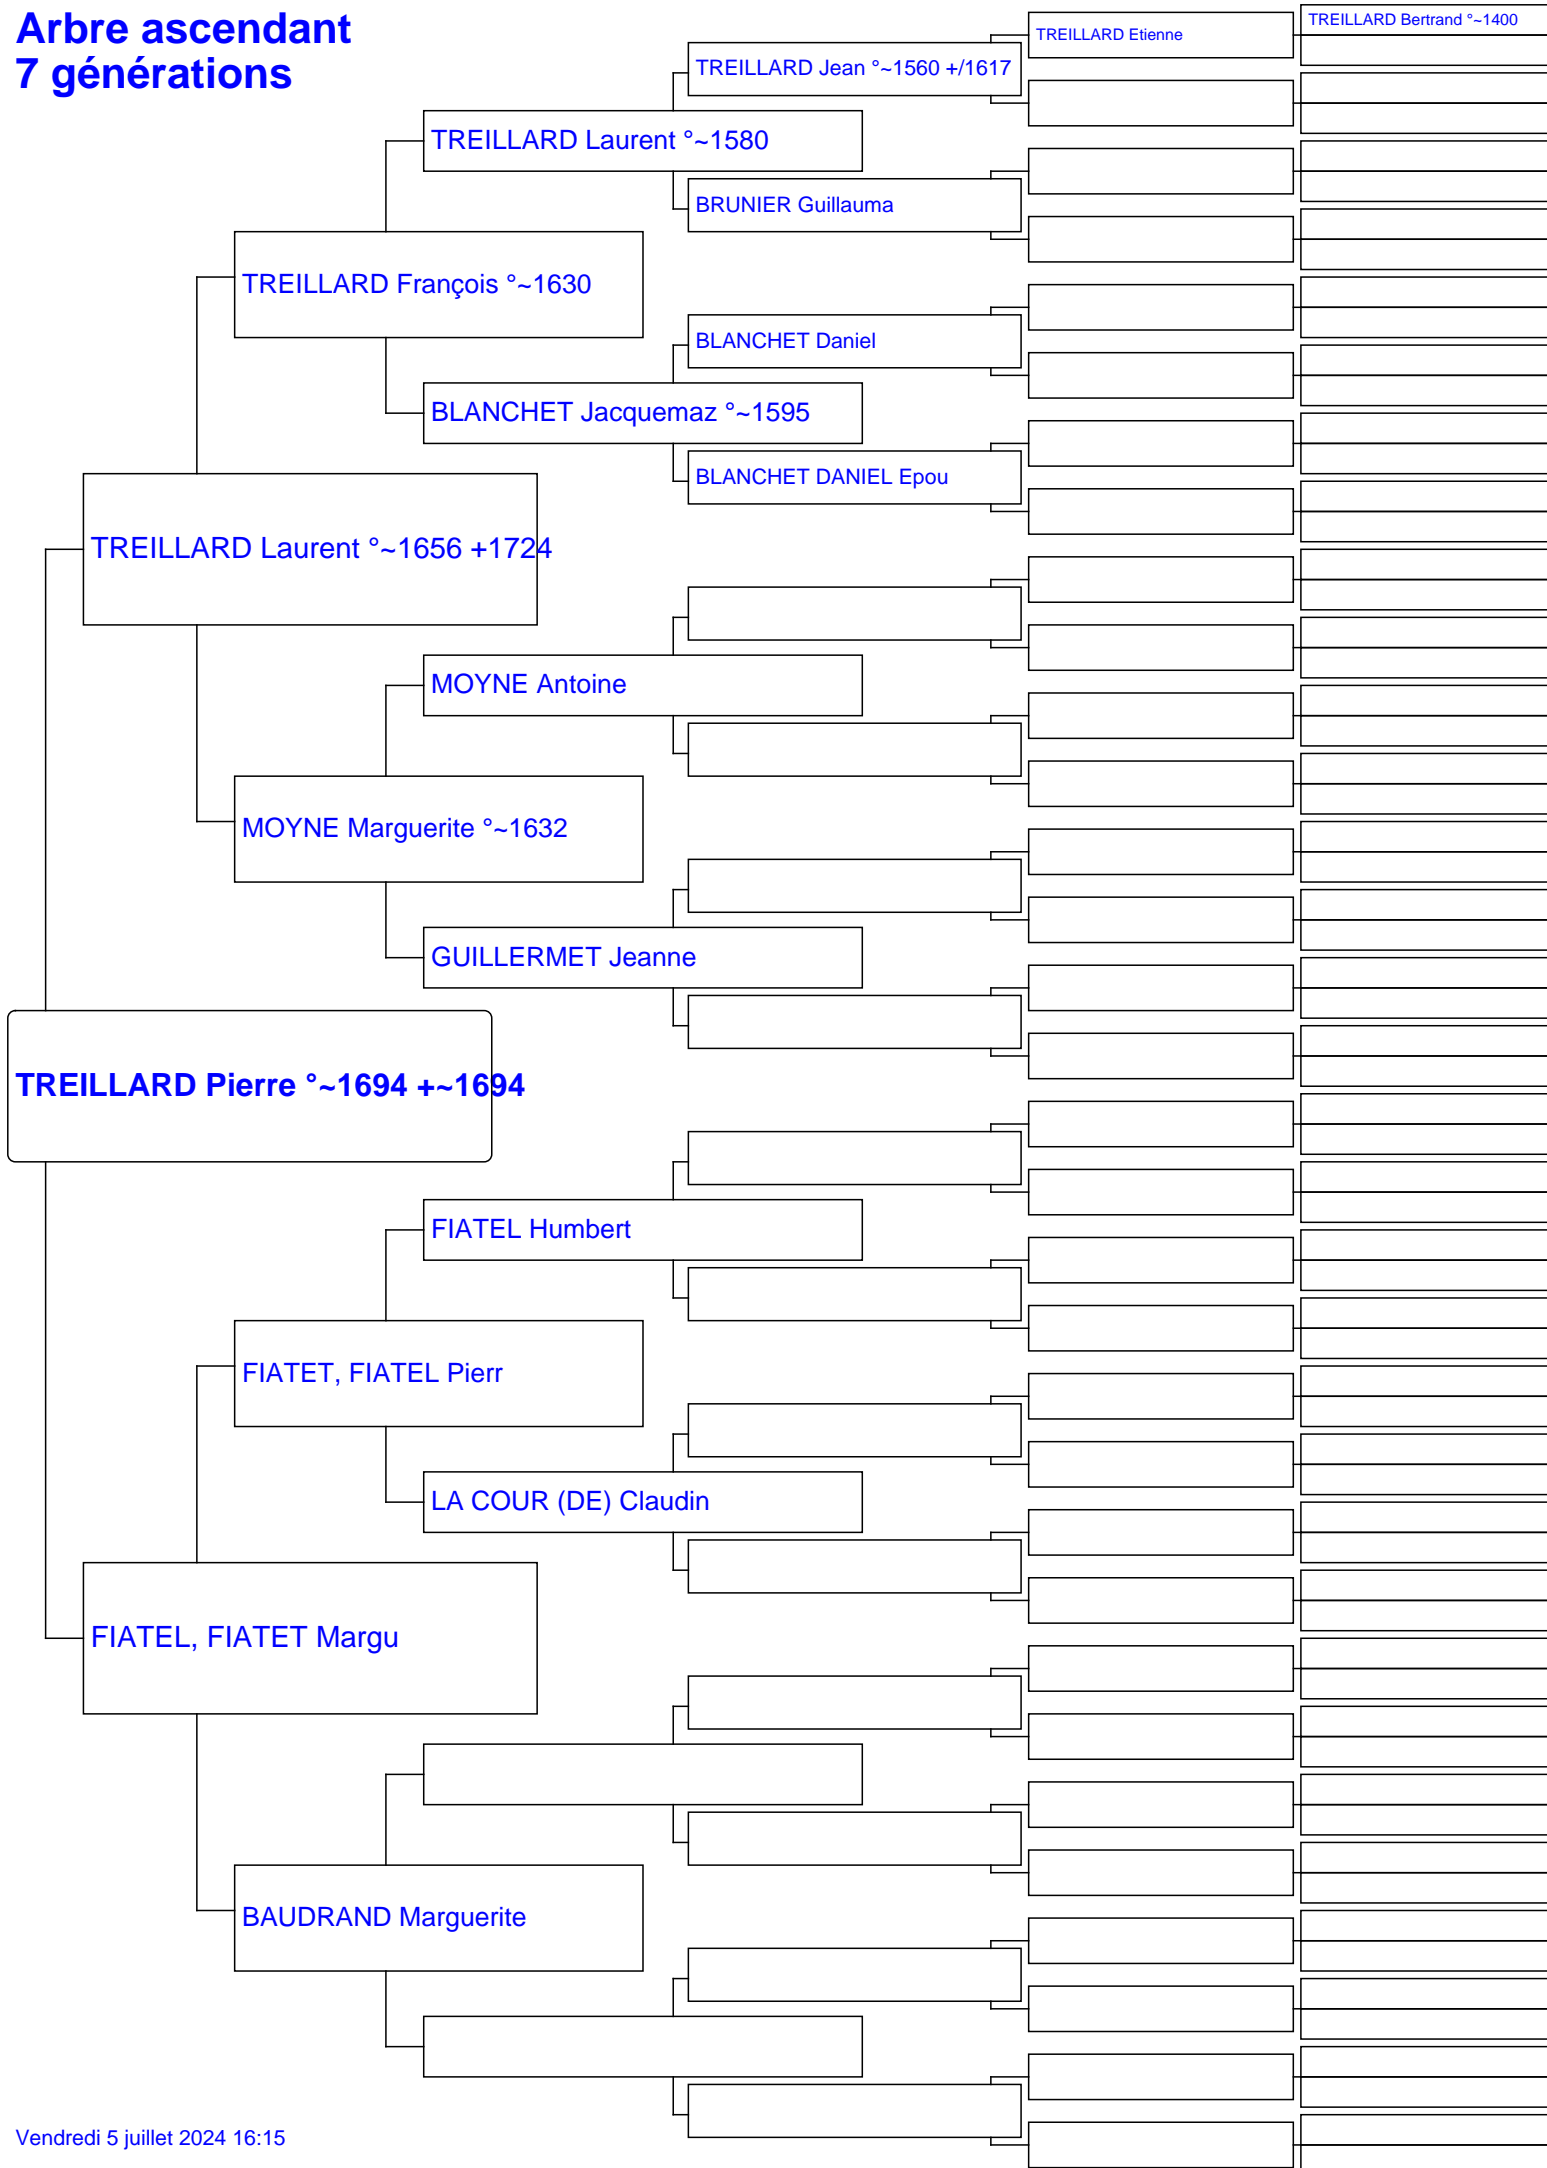 Arbre ascendant
7 générations
TREILLARD Bertrand °~1400
TREILLARD Etienne
TREILLARD Jean °~1560 +/1617
TREILLARD Laurent °~1580
BRUNIER Guillauma
TREILLARD François °~1630
BLANCHET Daniel
BLANCHET Jacquemaz °~1595
BLANCHET DANIEL Epou
TREILLARD Laurent °~1656 +1724
MOYNE Antoine
MOYNE Marguerite °~1632
GUILLERMET Jeanne
TREILLARD Pierre °~1694 +~1694
FIATEL Humbert
FIATET, FIATEL Pierr
LA COUR (DE) Claudin
FIATEL, FIATET Margu
BAUDRAND Marguerite
Vendredi 5 juillet 2024 16:15